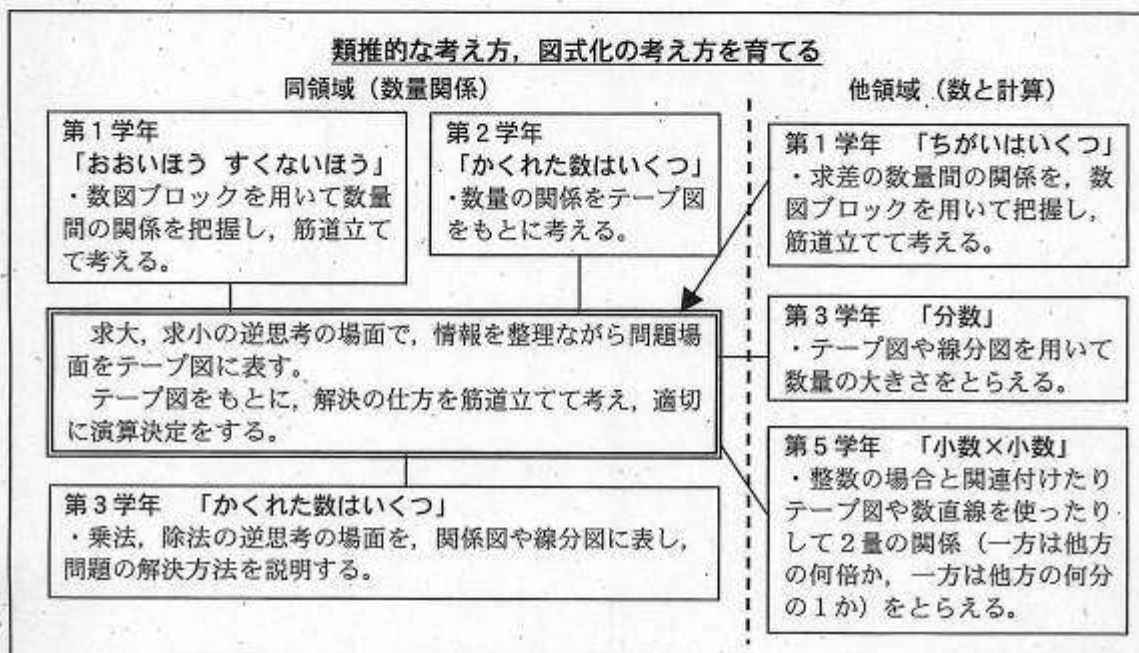 類推的な考え方，図式化の考え方を育てる
同領域（数量関係）
他領域（数と計算）
第１学年
「おおいほう すくないほう」
・数図ブロックを用いて数量
間の関係を把握し，筋道立て
て考える。
第２学年
「かくれた数はいくつ」
・数量の関係をテープ図
をもとに考える。
第１学年 「ちがいはいくつ」
・求差の数量間の関係を，数
図ブロックを用いて把握し，
筋道立てて考える。
求大，求小の逆思考の場面で，情報を整理ながら問題場
面をテープ図に表す。
テープ図をもとに，解決の仕方を筋道立てて考え，適切
に演算決定をする。
第３学年 「分数」
・テープ図や線分図を用いて
数量の大きさをとらえる。
第３学年 「かくれた数はいくつ」
・乗法，除法の逆思考の場面を，関係図や線分図に表し，
問題の解決方法を説明する。
第５学年 「小数×小数」
・整数の場合と関連付けたり
テープ図や数直線を使ったり
して２量の関係（一方は他方
の何倍か，一方は他方の何分
の１か）をとらえる。